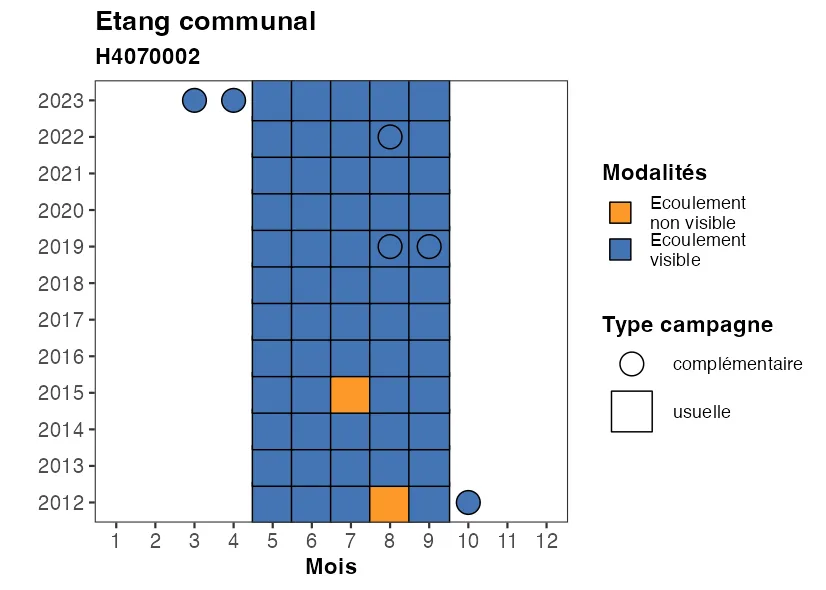 Etang communal
H4070002
2023
2022
2021
2020
2019
2018
2017
2016
2015
2014
2013
2012
1 2 3 4 5 6 7 8 9 10 11 12
Mois
Modalités
Ecoulement
non visible
Ecoulement
visible
Type campagne
complémentaire
usuelle